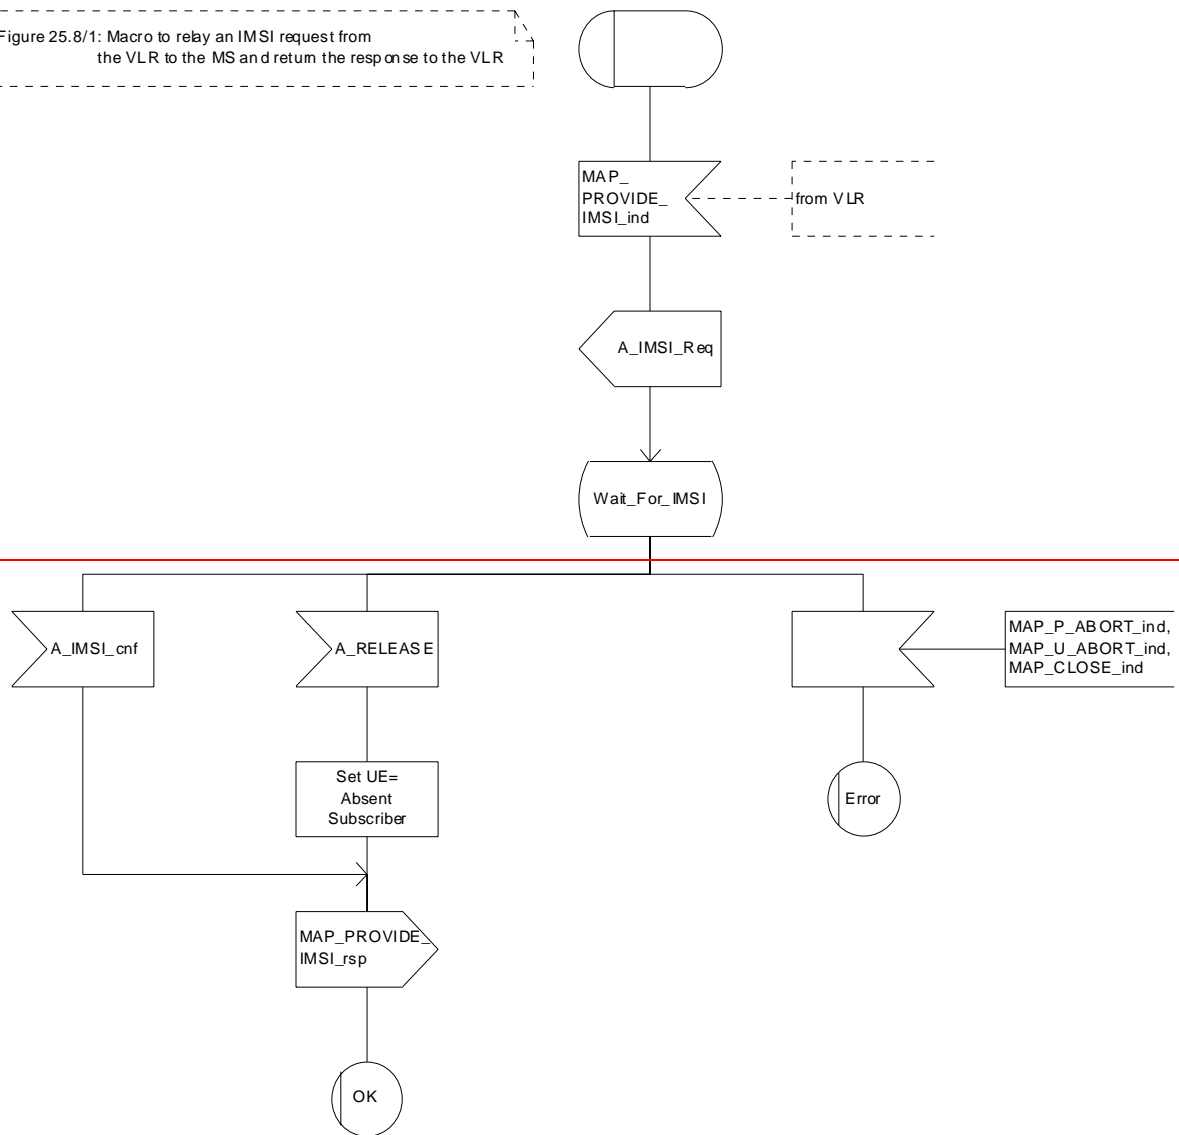 Figure 25.8/1: Macro to relay an IMSI request from
the VLR to the MS and return the response to the VLR
MAP_
PROVIDE_
IMSI_ind
from VLR
A_IMSI_Req
Wait_For_IMSI
A_IMSI_cnf
A_RELEASE
MAP_P_ABORT_ind,
MAP_U_ABORT_ind,
MAP_CLOSE_ind
Set UE=
Absent
Subscriber
Error
MAP_PROVIDE_
IMSI_rsp
OK